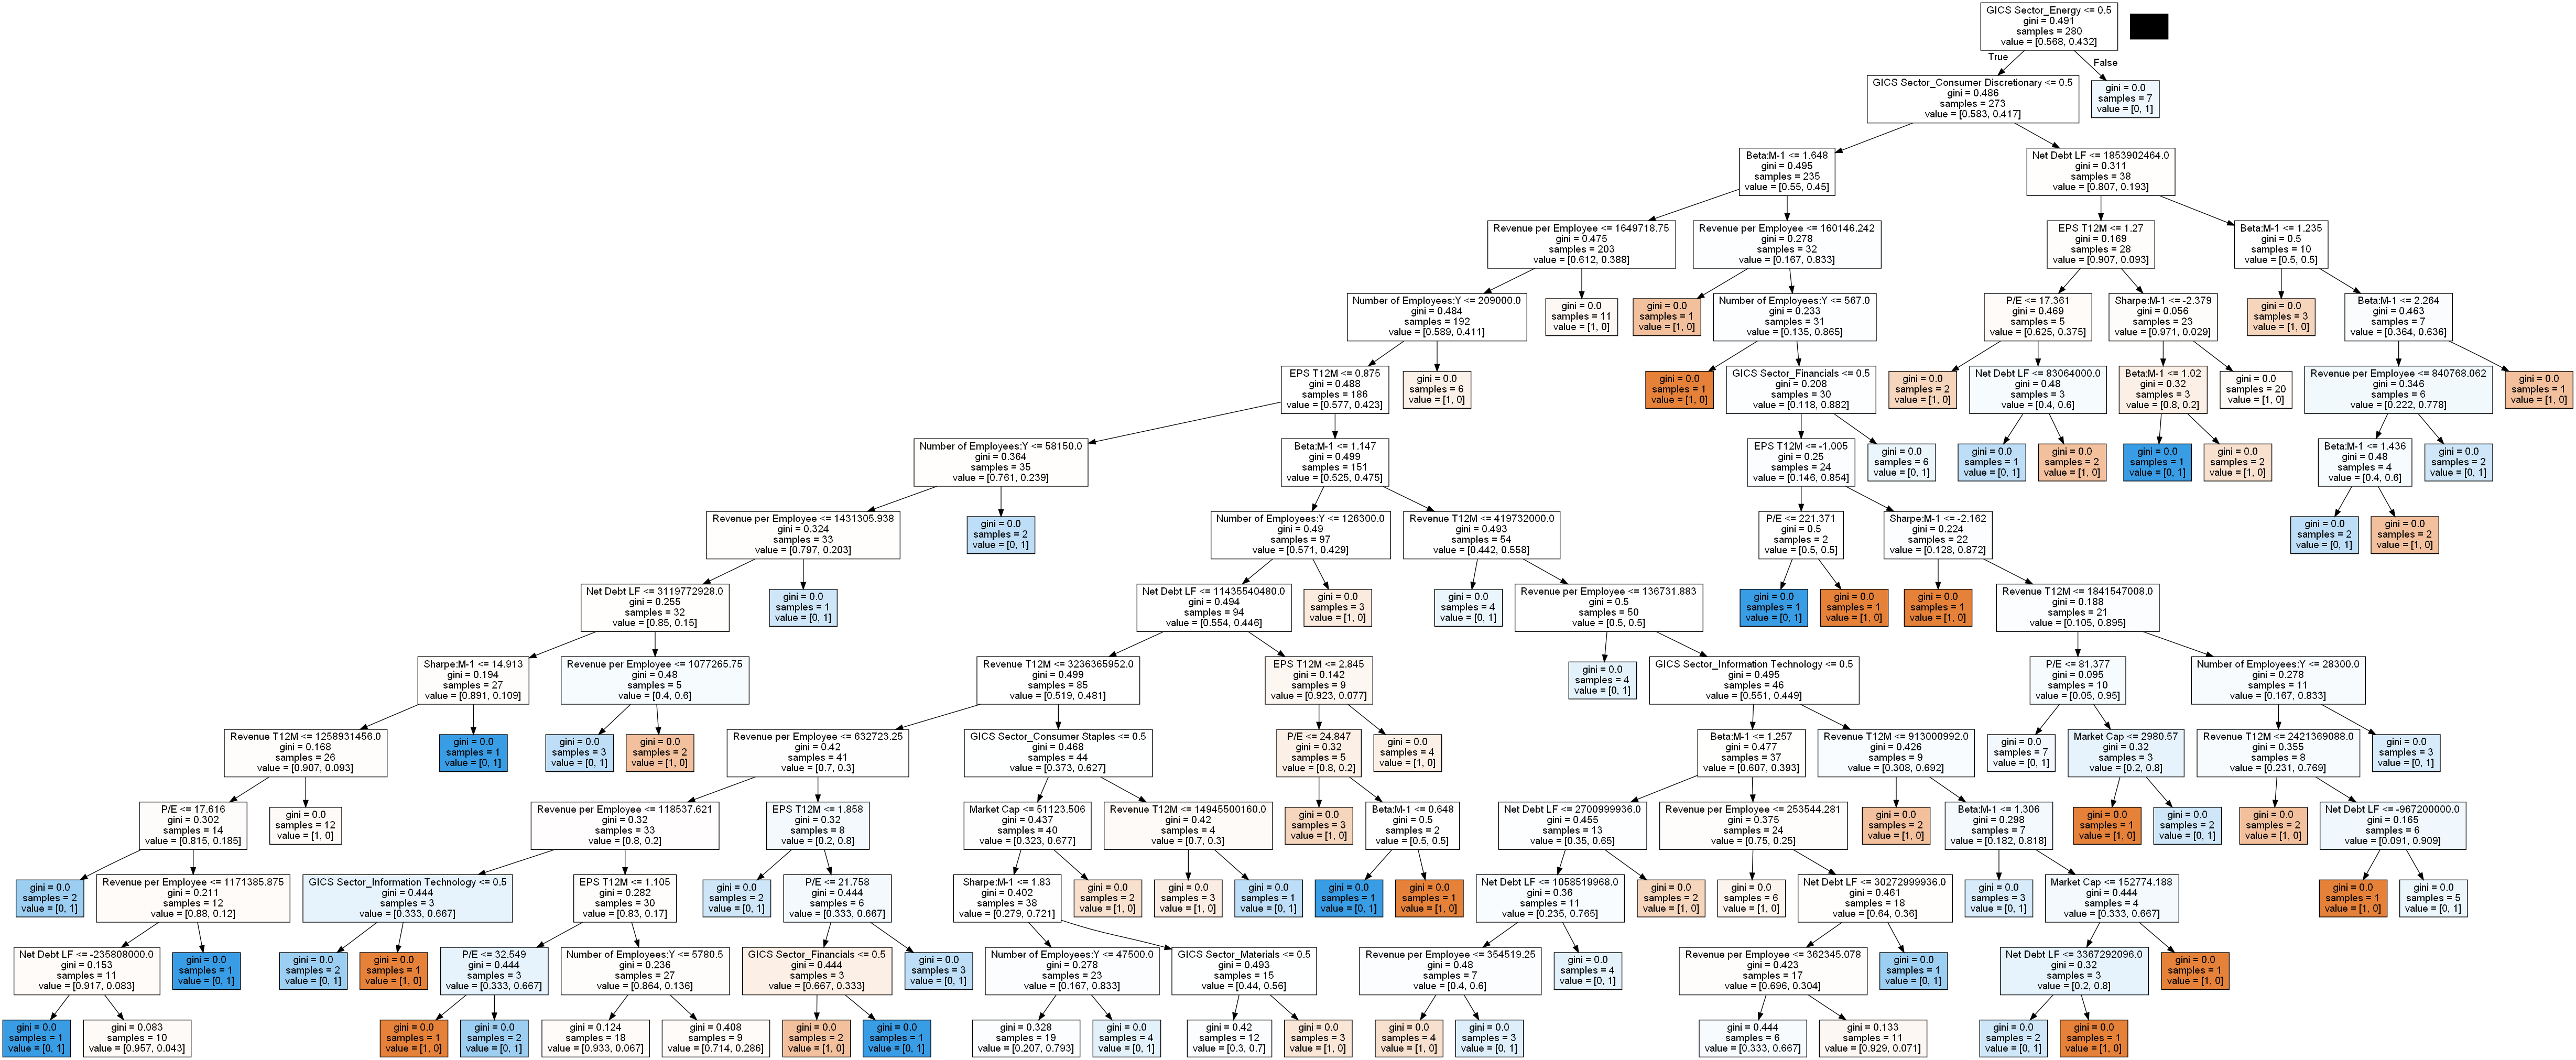 GICS Sector_Energy <= 0.5
gini = 0.491
samples = 280
value = [0.568, 0.432]
True
False
GICS Sector_Consumer Discretionary <= 0.5
gini = 0.486
samples = 273
value = [0.583, 0.417]
gini = 0.0
samples = 7
value = [0, 1]
Beta:M-1 <= 1.648
gini = 0.495
samples = 235
value = [0.55, 0.45]
Net Debt LF <= 1853902464.0
gini = 0.311
samples = 38
value = [0.807, 0.193]
Revenue per Employee <= 1649718.75
gini = 0.475
samples = 203
value = [0.612, 0.388]
Revenue per Employee <= 160146.242
gini = 0.278
samples = 32
value = [0.167, 0.833]
EPS T12M <= 1.27
gini = 0.169
samples = 28
value = [0.907, 0.093]
Beta:M-1 <= 1.235
gini = 0.5
samples = 10
value = [0.5, 0.5]
Number of Employees:Y <= 209000.0
gini = 0.484
samples = 192
value = [0.589, 0.411]
gini = 0.0
samples = 11
value = [1, 0]
gini = 0.0
samples = 1
value = [1, 0]
Number of Employees:Y <= 567.0
gini = 0.233
samples = 31
value = [0.135, 0.865]
P/E <= 17.361
gini = 0.469
samples = 5
value = [0.625, 0.375]
Sharpe:M-1 <= -2.379
gini = 0.056
samples = 23
value = [0.971, 0.029]
gini = 0.0
samples = 3
value = [1, 0]
Beta:M-1 <= 2.264
gini = 0.463
samples = 7
value = [0.364, 0.636]
EPS T12M <= 0.875
gini = 0.488
samples = 186
value = [0.577, 0.423]
gini = 0.0
samples = 6
value = [1, 0]
gini = 0.0
samples = 1
value = [1, 0]
GICS Sector_Financials <= 0.5
gini = 0.208
samples = 30
value = [0.118, 0.882]
gini = 0.0
samples = 2
value = [1, 0]
Net Debt LF <= 83064000.0
gini = 0.48
samples = 3
value = [0.4, 0.6]
Beta:M-1 <= 1.02
gini = 0.32
samples = 3
value = [0.8, 0.2]
gini = 0.0
samples = 20
value = [1, 0]
Revenue per Employee <= 840768.062
gini = 0.346
samples = 6
value = [0.222, 0.778]
gini = 0.0
samples = 1
value = [1, 0]
Number of Employees:Y <= 58150.0
gini = 0.364
samples = 35
value = [0.761, 0.239]
Beta:M-1 <= 1.147
gini = 0.499
samples = 151
value = [0.525, 0.475]
EPS T12M <= -1.005
gini = 0.25
samples = 24
value = [0.146, 0.854]
gini = 0.0
samples = 6
value = [0, 1]
gini = 0.0
samples = 1
value = [0, 1]
gini = 0.0
samples = 2
value = [1, 0]
gini = 0.0
samples = 1
value = [0, 1]
gini = 0.0
samples = 2
value = [1, 0]
Beta:M-1 <= 1.436
gini = 0.48
samples = 4
value = [0.4, 0.6]
gini = 0.0
samples = 2
value = [0, 1]
Revenue per Employee <= 1431305.938
gini = 0.324
samples = 33
value = [0.797, 0.203]
gini = 0.0
samples = 2
value = [0, 1]
Number of Employees:Y <= 126300.0
gini = 0.49
samples = 97
value = [0.571, 0.429]
Revenue T12M <= 419732000.0
gini = 0.493
samples = 54
value = [0.442, 0.558]
P/E <= 221.371
gini = 0.5
samples = 2
value = [0.5, 0.5]
Sharpe:M-1 <= -2.162
gini = 0.224
samples = 22
value = [0.128, 0.872]
gini = 0.0
samples = 2
value = [0, 1]
gini = 0.0
samples = 2
value = [1, 0]
Net Debt LF <= 3119772928.0
gini = 0.255
samples = 32
value = [0.85, 0.15]
gini = 0.0
samples = 1
value = [0, 1]
Net Debt LF <= 11435540480.0
gini = 0.494
samples = 94
value = [0.554, 0.446]
gini = 0.0
samples = 3
value = [1, 0]
gini = 0.0
samples = 4
value = [0, 1]
Revenue per Employee <= 136731.883
gini = 0.5
samples = 50
value = [0.5, 0.5]
gini = 0.0
samples = 1
value = [0, 1]
gini = 0.0
samples = 1
value = [1, 0]
gini = 0.0
samples = 1
value = [1, 0]
Revenue T12M <= 1841547008.0
gini = 0.188
samples = 21
value = [0.105, 0.895]
Sharpe:M-1 <= 14.913
gini = 0.194
samples = 27
value = [0.891, 0.109]
Revenue per Employee <= 1077265.75
gini = 0.48
samples = 5
value = [0.4, 0.6]
Revenue T12M <= 3236365952.0
gini = 0.499
samples = 85
value = [0.519, 0.481]
EPS T12M <= 2.845
gini = 0.142
samples = 9
value = [0.923, 0.077]
gini = 0.0
samples = 4
value = [0, 1]
GICS Sector_Information Technology <= 0.5
gini = 0.495
samples = 46
value = [0.551, 0.449]
P/E <= 81.377
gini = 0.095
samples = 10
value = [0.05, 0.95]
Number of Employees:Y <= 28300.0
gini = 0.278
samples = 11
value = [0.167, 0.833]
Revenue T12M <= 1258931456.0
gini = 0.168
samples = 26
value = [0.907, 0.093]
gini = 0.0
samples = 1
value = [0, 1]
gini = 0.0
samples = 3
value = [0, 1]
gini = 0.0
samples = 2
value = [1, 0]
Revenue per Employee <= 632723.25
gini = 0.42
samples = 41
value = [0.7, 0.3]
GICS Sector_Consumer Staples <= 0.5
gini = 0.468
samples = 44
value = [0.373, 0.627]
P/E <= 24.847
gini = 0.32
samples = 5
value = [0.8, 0.2]
gini = 0.0
samples = 4
value = [1, 0]
Beta:M-1 <= 1.257
gini = 0.477
samples = 37
value = [0.607, 0.393]
Revenue T12M <= 913000992.0
gini = 0.426
samples = 9
value = [0.308, 0.692]
gini = 0.0
samples = 7
value = [0, 1]
Market Cap <= 2980.57
gini = 0.32
samples = 3
value = [0.2, 0.8]
Revenue T12M <= 2421369088.0
gini = 0.355
samples = 8
value = [0.231, 0.769]
gini = 0.0
samples = 3
value = [0, 1]
P/E <= 17.616
gini = 0.302
samples = 14
value = [0.815, 0.185]
gini = 0.0
samples = 12
value = [1, 0]
Revenue per Employee <= 118537.621
gini = 0.32
samples = 33
value = [0.8, 0.2]
EPS T12M <= 1.858
gini = 0.32
samples = 8
value = [0.2, 0.8]
Market Cap <= 51123.506
gini = 0.437
samples = 40
value = [0.323, 0.677]
Revenue T12M <= 14945500160.0
gini = 0.42
samples = 4
value = [0.7, 0.3]
gini = 0.0
samples = 3
value = [1, 0]
Beta:M-1 <= 0.648
gini = 0.5
samples = 2
value = [0.5, 0.5]
Net Debt LF <= 2700999936.0
gini = 0.455
samples = 13
value = [0.35, 0.65]
Revenue per Employee <= 253544.281
gini = 0.375
samples = 24
value = [0.75, 0.25]
gini = 0.0
samples = 2
value = [1, 0]
Beta:M-1 <= 1.306
gini = 0.298
samples = 7
value = [0.182, 0.818]
gini = 0.0
samples = 1
value = [1, 0]
gini = 0.0
samples = 2
value = [0, 1]
gini = 0.0
samples = 2
value = [1, 0]
Net Debt LF <= -967200000.0
gini = 0.165
samples = 6
value = [0.091, 0.909]
gini = 0.0
samples = 2
value = [0, 1]
Revenue per Employee <= 1171385.875
gini = 0.211
samples = 12
value = [0.88, 0.12]
GICS Sector_Information Technology <= 0.5
gini = 0.444
samples = 3
value = [0.333, 0.667]
EPS T12M <= 1.105
gini = 0.282
samples = 30
value = [0.83, 0.17]
gini = 0.0
samples = 2
value = [0, 1]
P/E <= 21.758
gini = 0.444
samples = 6
value = [0.333, 0.667]
Sharpe:M-1 <= 1.83
gini = 0.402
samples = 38
value = [0.279, 0.721]
gini = 0.0
samples = 2
value = [1, 0]
gini = 0.0
samples = 3
value = [1, 0]
gini = 0.0
samples = 1
value = [0, 1]
gini = 0.0
samples = 1
value = [0, 1]
gini = 0.0
samples = 1
value = [1, 0]
Net Debt LF <= 1058519968.0
gini = 0.36
samples = 11
value = [0.235, 0.765]
gini = 0.0
samples = 2
value = [1, 0]
gini = 0.0
samples = 6
value = [1, 0]
Net Debt LF <= 30272999936.0
gini = 0.461
samples = 18
value = [0.64, 0.36]
gini = 0.0
samples = 3
value = [0, 1]
Market Cap <= 152774.188
gini = 0.444
samples = 4
value = [0.333, 0.667]
gini = 0.0
samples = 1
value = [1, 0]
gini = 0.0
samples = 5
value = [0, 1]
Net Debt LF <= -235808000.0
gini = 0.153
samples = 11
value = [0.917, 0.083]
gini = 0.0
samples = 1
value = [0, 1]
gini = 0.0
samples = 2
value = [0, 1]
gini = 0.0
samples = 1
value = [1, 0]
P/E <= 32.549
gini = 0.444
samples = 3
value = [0.333, 0.667]
Number of Employees:Y <= 5780.5
gini = 0.236
samples = 27
value = [0.864, 0.136]
GICS Sector_Financials <= 0.5
gini = 0.444
samples = 3
value = [0.667, 0.333]
gini = 0.0
samples = 3
value = [0, 1]
Number of Employees:Y <= 47500.0
gini = 0.278
samples = 23
value = [0.167, 0.833]
GICS Sector_Materials <= 0.5
gini = 0.493
samples = 15
value = [0.44, 0.56]
Revenue per Employee <= 354519.25
gini = 0.48
samples = 7
value = [0.4, 0.6]
gini = 0.0
samples = 4
value = [0, 1]
Revenue per Employee <= 362345.078
gini = 0.423
samples = 17
value = [0.696, 0.304]
gini = 0.0
samples = 1
value = [0, 1]
Net Debt LF <= 3367292096.0
gini = 0.32
samples = 3
value = [0.2, 0.8]
gini = 0.0
samples = 1
value = [1, 0]
gini = 0.0
samples = 1
value = [0, 1]
gini = 0.083
samples = 10
value = [0.957, 0.043]
gini = 0.0
samples = 1
value = [1, 0]
gini = 0.0
samples = 2
value = [0, 1]
gini = 0.124
samples = 18
value = [0.933, 0.067]
gini = 0.408
samples = 9
value = [0.714, 0.286]
gini = 0.0
samples = 2
value = [1, 0]
gini = 0.0
samples = 1
value = [0, 1]
gini = 0.328
samples = 19
value = [0.207, 0.793]
gini = 0.0
samples = 4
value = [0, 1]
gini = 0.42
samples = 12
value = [0.3, 0.7]
gini = 0.0
samples = 3
value = [1, 0]
gini = 0.0
samples = 4
value = [1, 0]
gini = 0.0
samples = 3
value = [0, 1]
gini = 0.444
samples = 6
value = [0.333, 0.667]
gini = 0.133
samples = 11
value = [0.929, 0.071]
gini = 0.0
samples = 2
value = [0, 1]
gini = 0.0
samples = 1
value = [1, 0]